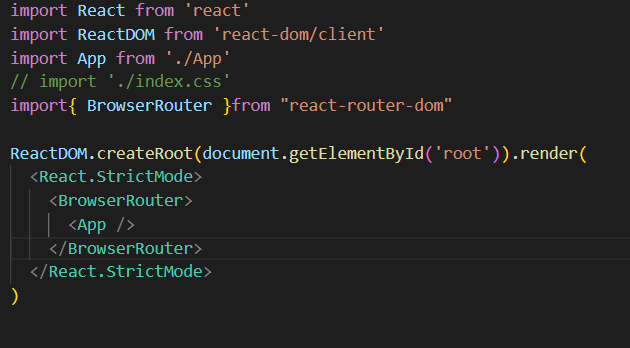 import React from 'react'
import ReactDOM from 'react-dom/client'
import App from './App'
// import './index.css'
import{ BrowserRouter }from "react-router-dom"
ReactDOM.createRoot(document.getElementById('root')).render(
  <React.StrictMode>
    <BrowserRouter>
      <App />
    </BrowserRouter>
  </React.StrictMode>
)